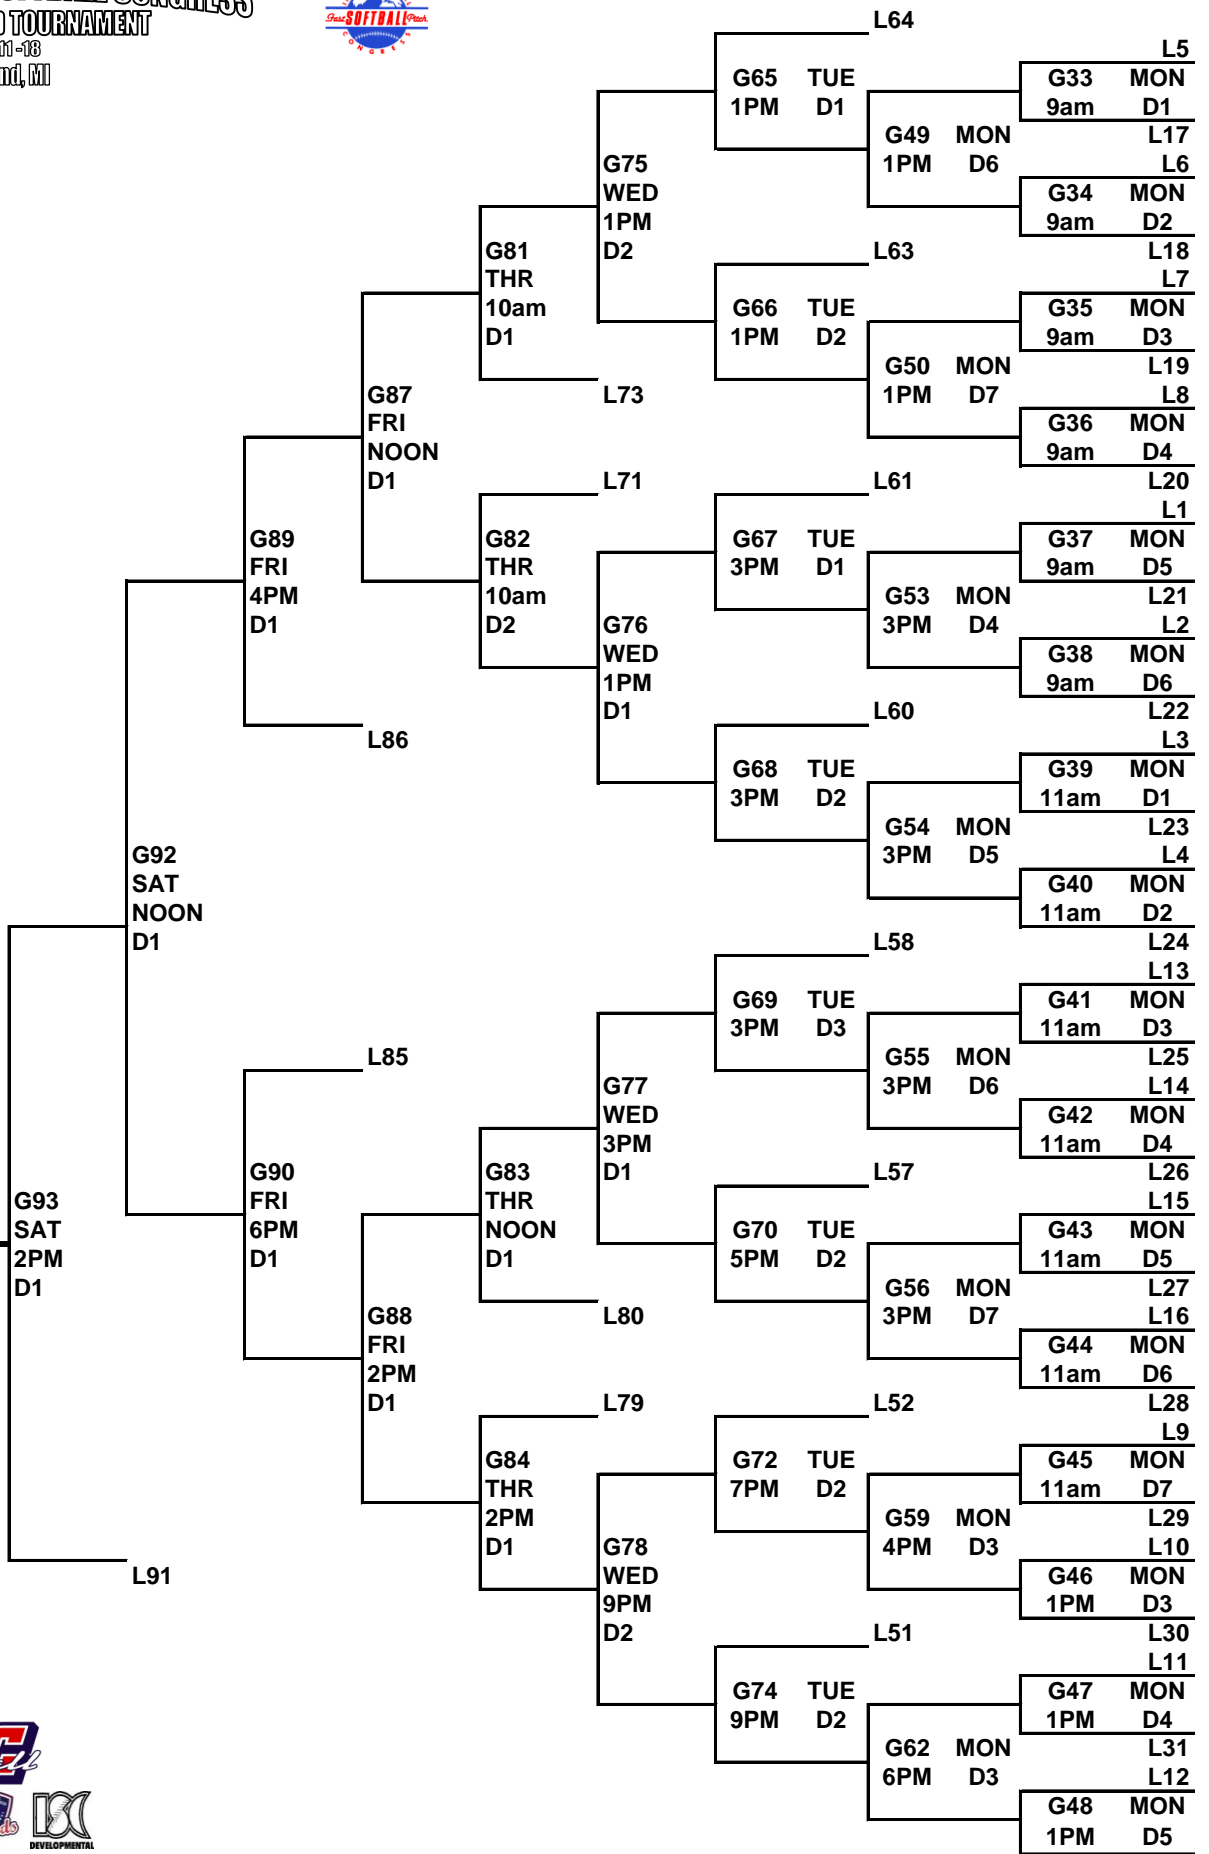 TOURNAMENT
11-18
MI
SOFTBALL
CONGRESS
L64
L5
G65 TUE
1PM D1
G33 MON
9am D1
G49 MON
1PM D6
L17
L6
G75
WED
1PM
D2
G34 MON
9am D2
G81
THR
10am
D1
L63
L18
L7
G66 TUE
1PM D2
G35 MON
9am D3
G50 MON
1PM D7
L19
L8
G87
FRI
NOON
D1
L73
G36 MON
9am D4
L71
L61
L20
L1
G89
FRI
4PM
D1
G82
THR
10am
D2
G67 TUE
3PM D1
G37 MON
9am D5
G53 MON
3PM D4
L21
L2
G76
WED
1PM
D1
G38 MON
9am D6
L86
L60
L22
L3
G68 TUE
3PM D2
G39 MON
11am D1
G54 MON
3PM D5
L23
L4
G92
SAT
NOON
D1
G40 MON
11am D2
L58
L24
L13
G69 TUE
3PM D3
G41 MON
11am D3
L85
G55 MON
3PM D6
L25
L14
G77
WED
3PM
D1
G42 MON
11am D4
G90
FRI
6PM
D1
G83
THR
NOON
D1
L57
L26
L15
G93
SAT
2PM
D1
G70 TUE
5PM D2
G43 MON
11am D5
G56 MON
3PM D7
L27
L16
G88
FRI
2PM
D1
L80
G44 MON
11am D6
L79
L52
L28
L9
G84
THR
2PM
D1
G72 TUE
7PM D2
G45 MON
11am D7
G59 MON
4PM D3
L29
L10
L91
G78
WED
9PM
D2
G46 MON
1PM D3
L51
L30
L11
G74 TUE
9PM D2
G47 MON
1PM D4
G62 MON
6PM D3
L31
L12
G48 MON
1PM D5
ISC
DEVELOPMENTAL